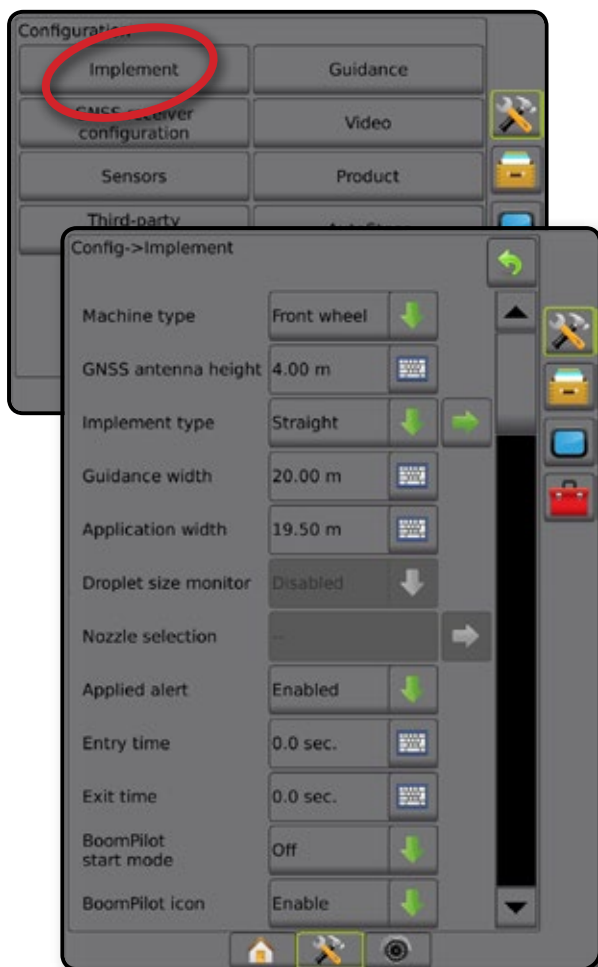 Configuration
Implement
Guidance
GNSS receiver
configuration
Video
Sensors
Product
Third-party
Config->Implement
Machine type
Front wheel
GNSS antenna height
4.00 m
Implement type
Straight
Guidance width
20.00 m
Application width
19.50 m
Droplet size monitor
Disabled
Nozzle selection
--
Applied alert
Enabled
Entry time
0.0 sec.
Exit time
0.0 sec.
BoomPilot
start mode
Off
BoomPilot icon
Enable